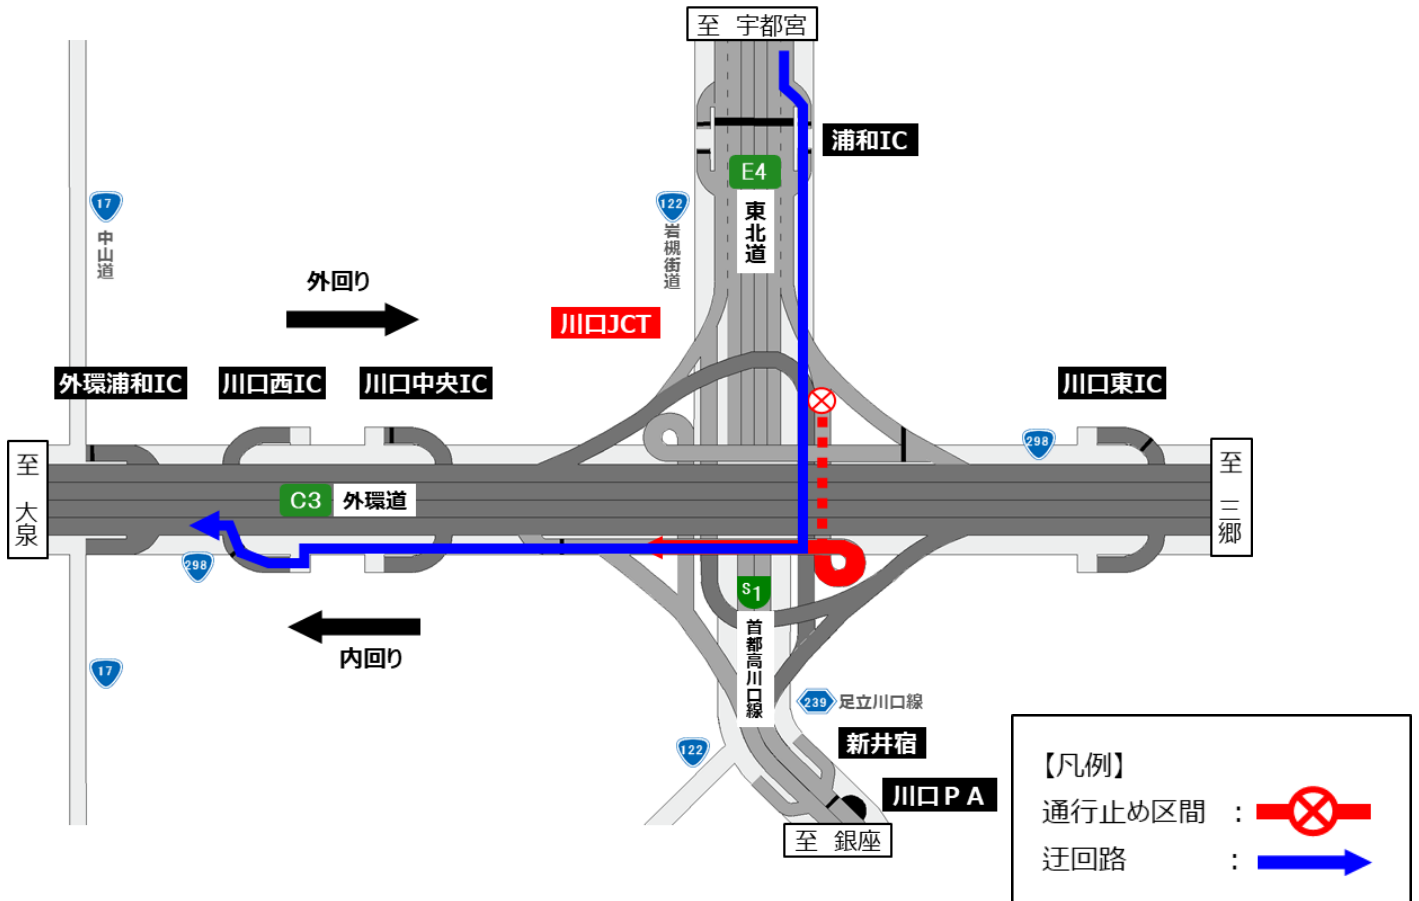 至 宇都宮
浦和IC
E4
東北道
17
中山道
122
岩槻街道
外回り
川口JCT
外環浦和IC
川口西IC
川口中央IC
川口東IC
298
至 大泉
C3
外環道
至 三郷
298
S1
首都高川口線
内回り
17
239
足立川口線
122
新井宿
川口PA
至 銀座
【凡例】
通行止め区間 :
迂回路 :